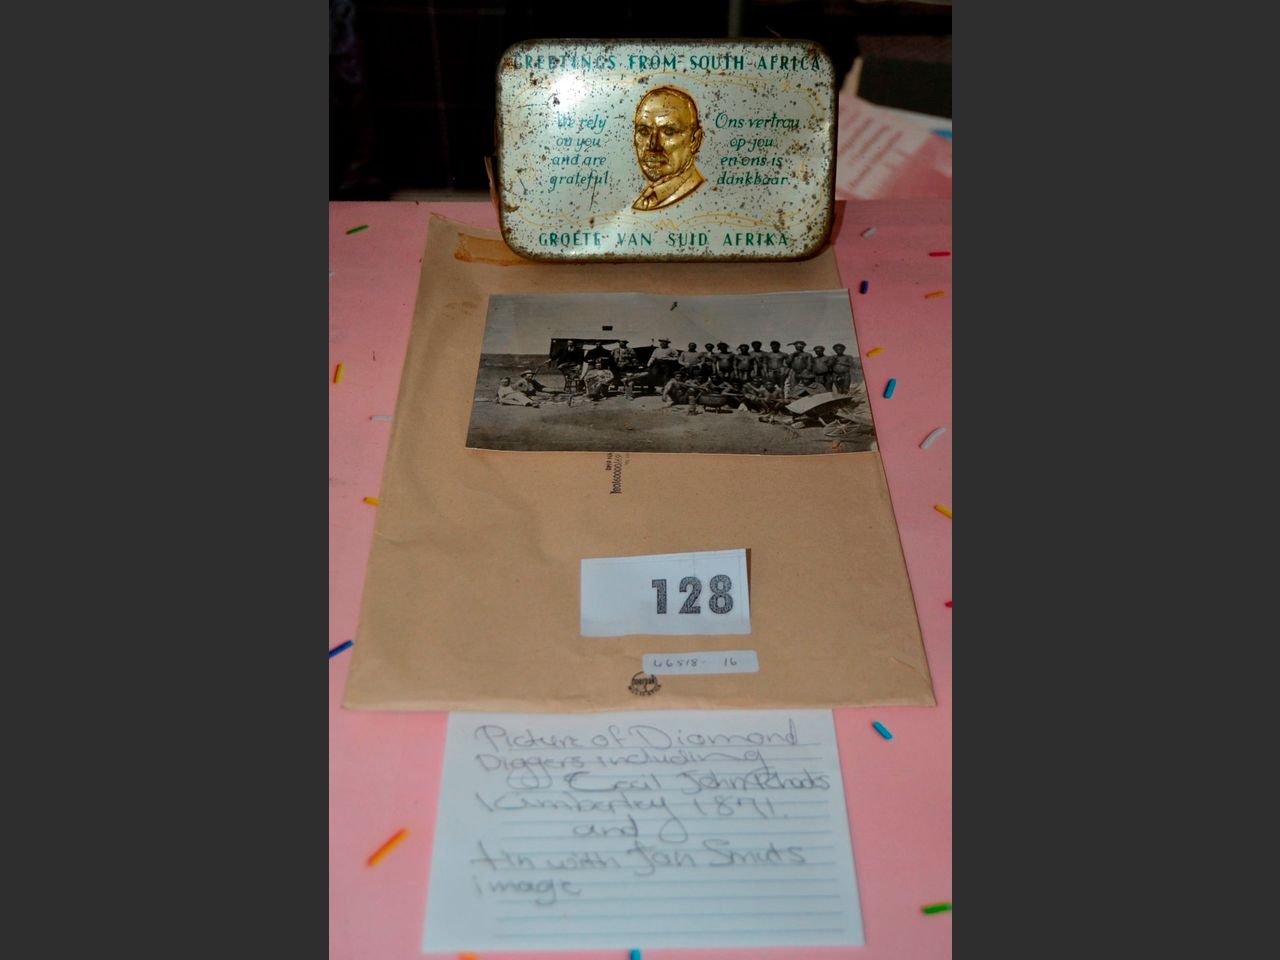 GREETINGS FROM SOUTH AFRICA
We rely
on you
and are
grateful
Ons vertrou
op jou
en ons is
dankbaar
GROETE VAN SUID AFRIKA
128
66518- 16
Picture of Diamond
Diggers including
Cecil John Rhodes
Kimberley 1871.
and
tin with Jan Smuts
image